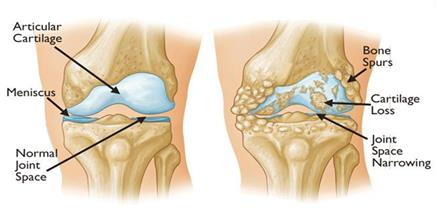 Articular
Cartilage
Meniscus
Normal
Joint
Space
Bone
Spurs
Cartilage
Loss
Joint
Space
Narrowing